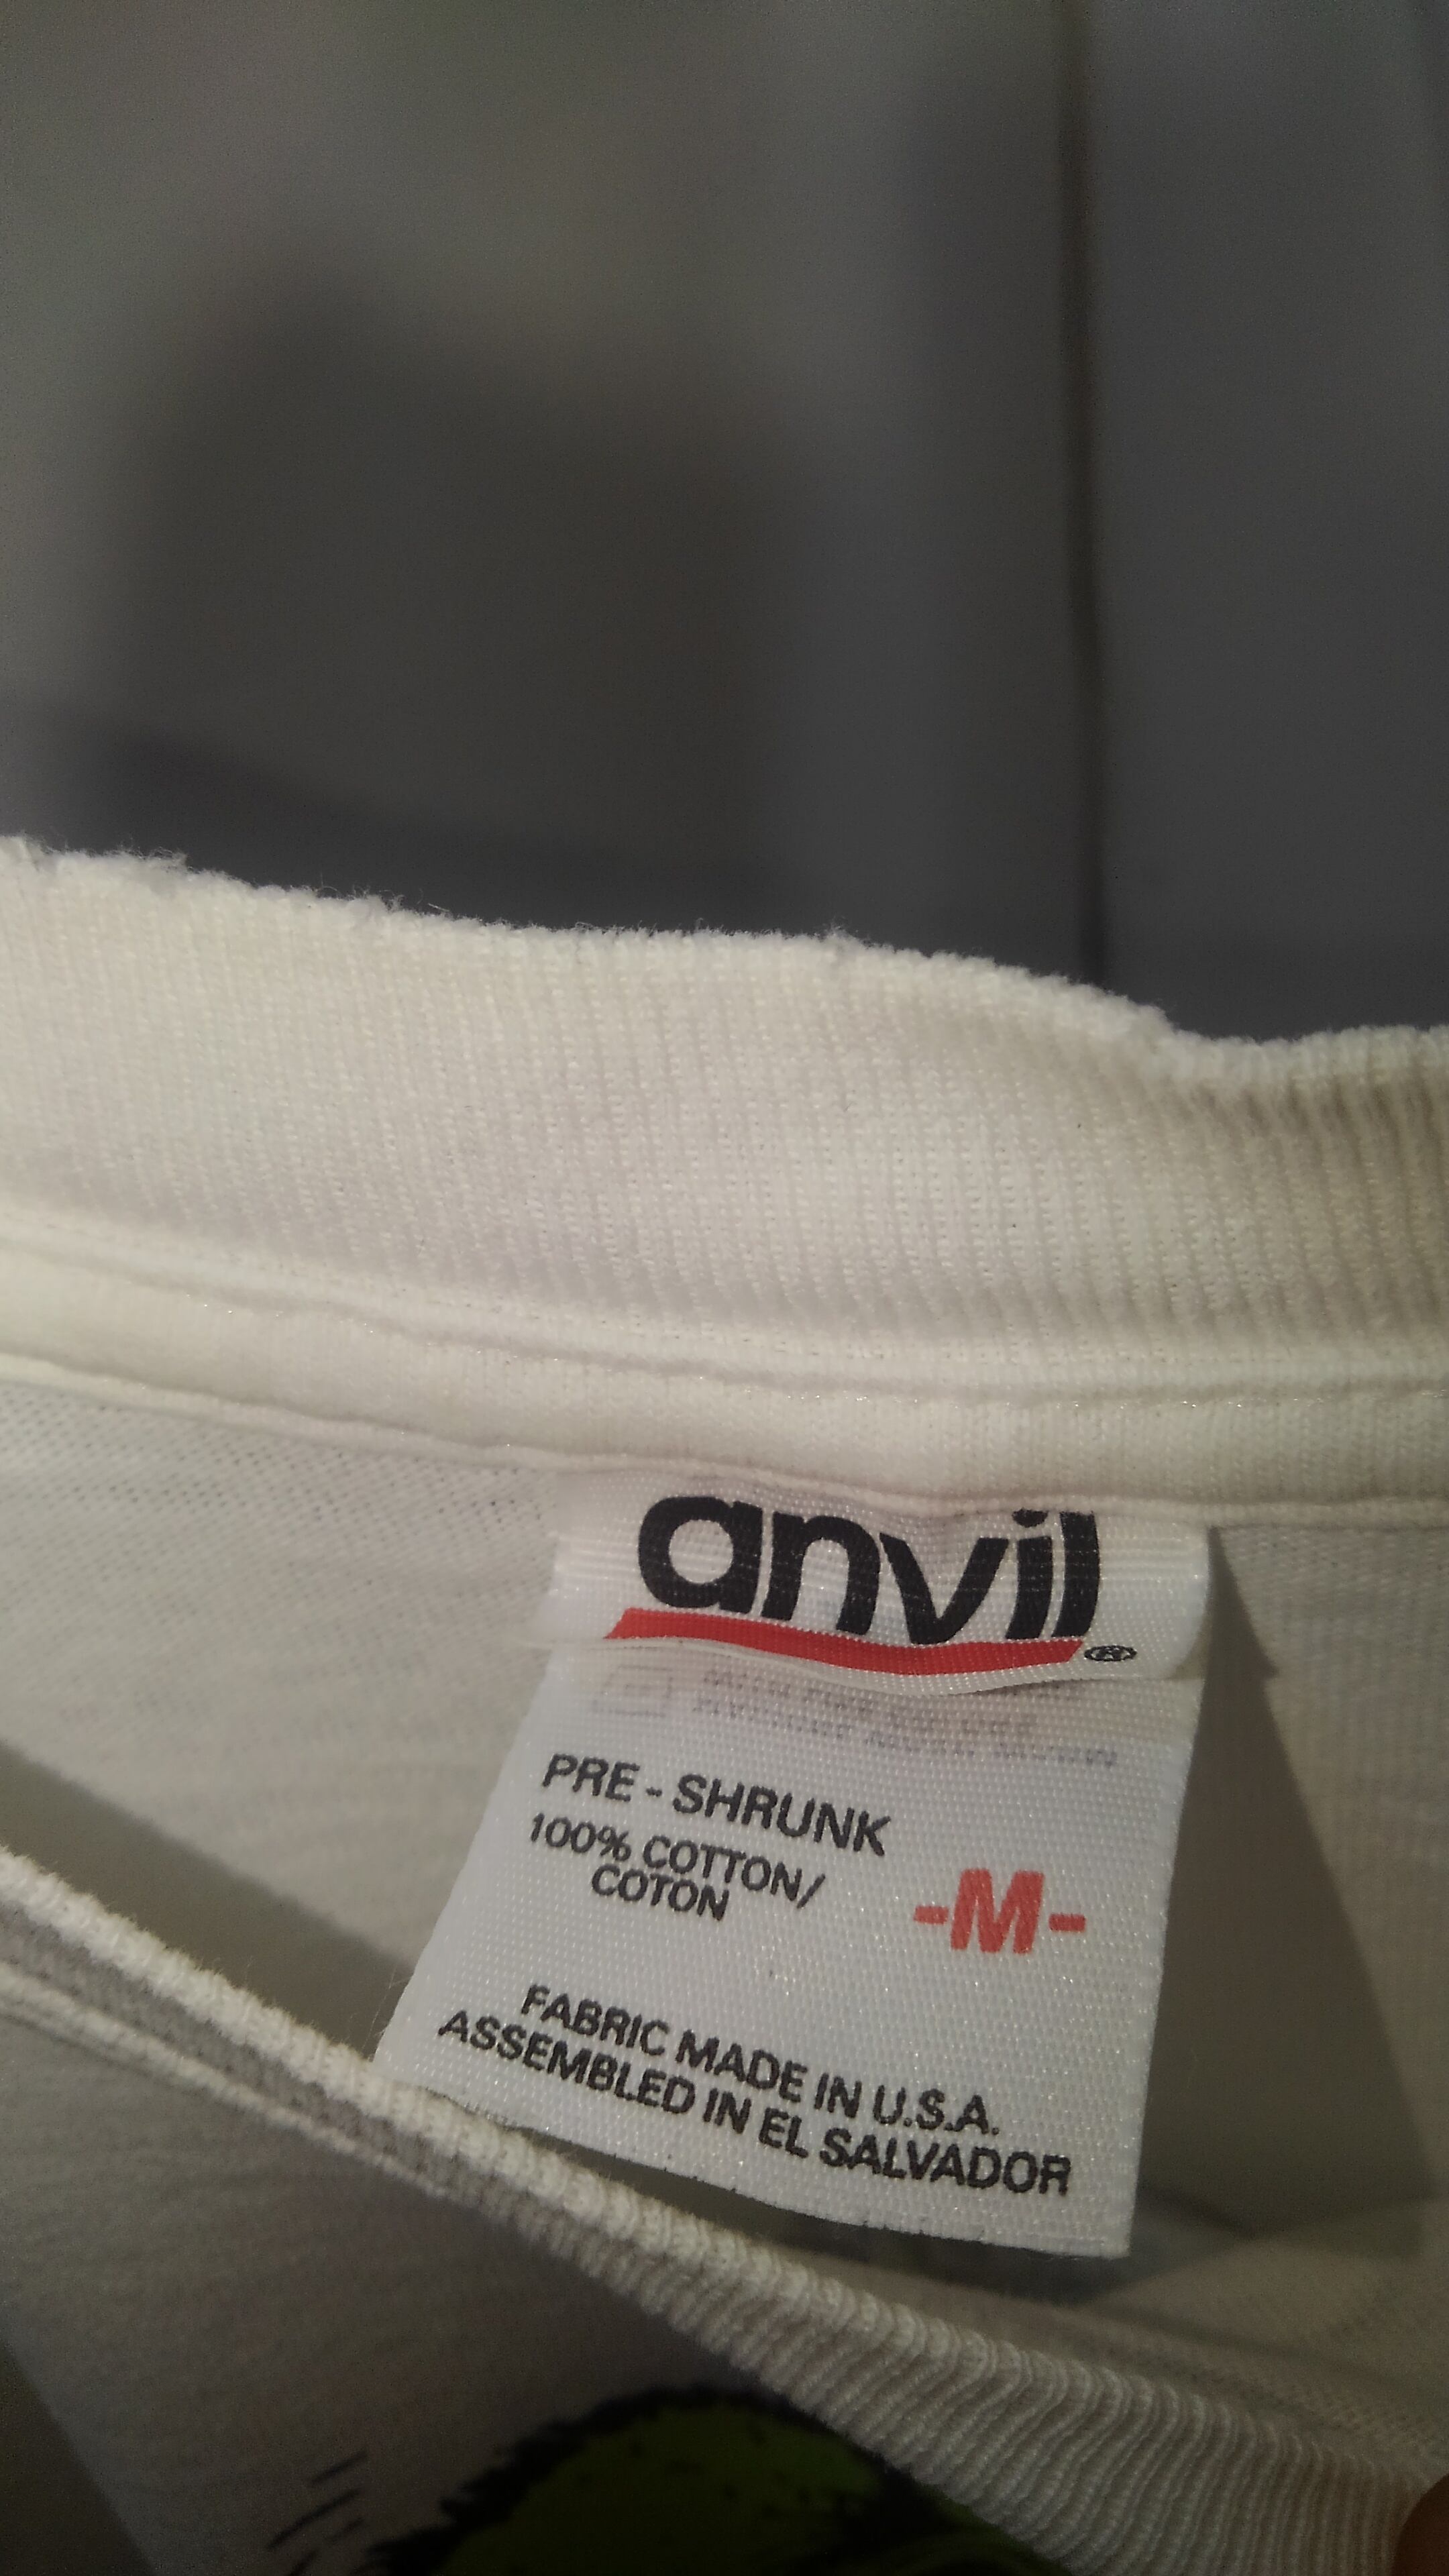 anvil®
PRE - SHRUNK
100% COTTON/
COTON
-M-
FABRIC MADE IN U.S.A.
ASSEMBLED IN EL SALVADOR